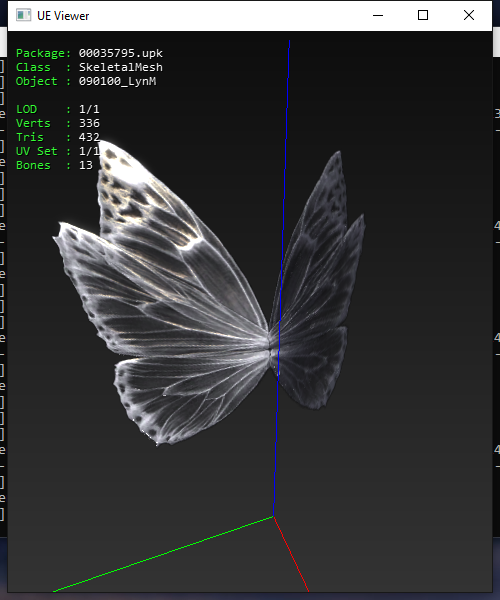 UE Viewer
Package: 00035795.upk
Class : SkeletalMesh
Object : 090100_LynM
LOD : 1/1
Verts : 336
Tris : 432
UV Set : 1/1
Bones : 13